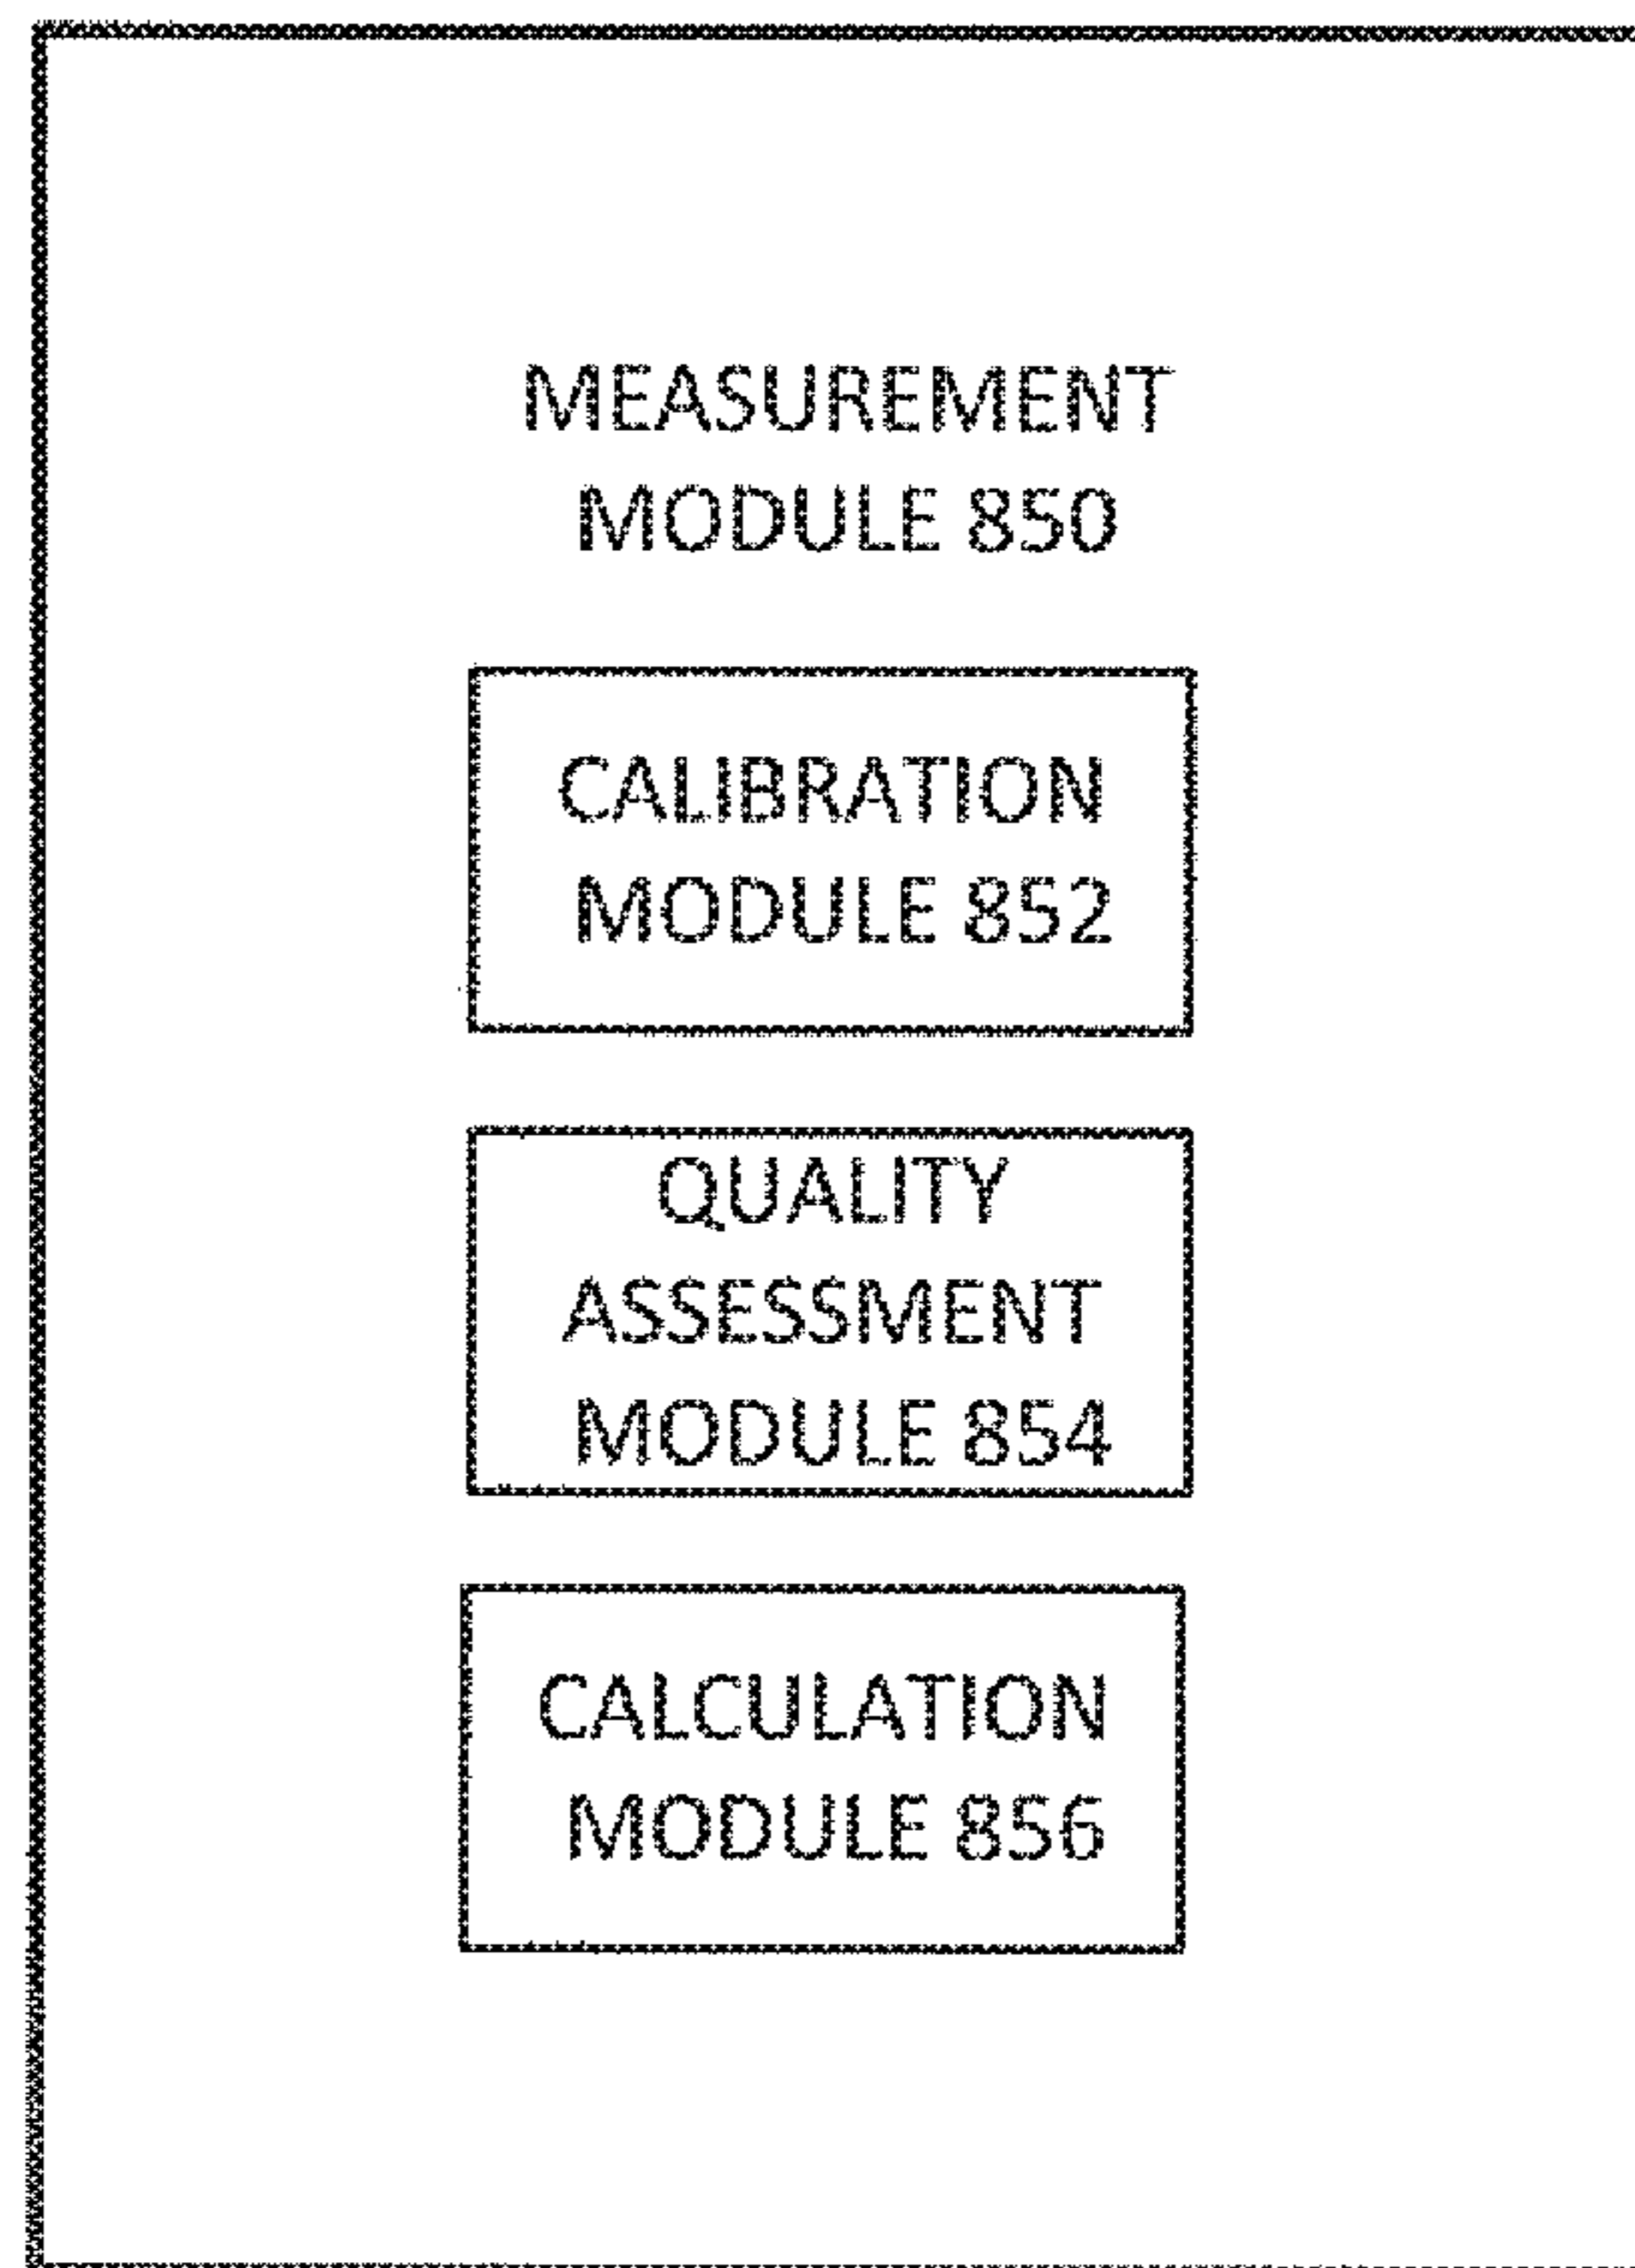 MEASUREMENT
MODULE 850
CALIBRATION
MODULE 852
QUALITY
ASSESSMENT
MODULE 854
CALCULATION
MODULE 856